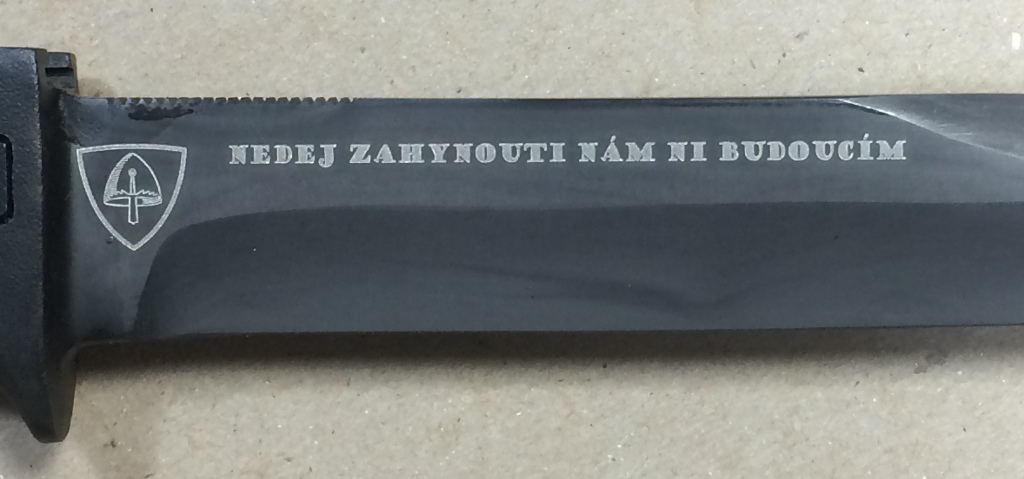 NEDEJ ZAHYNOUTI NÁM NI BUDOUCÍM